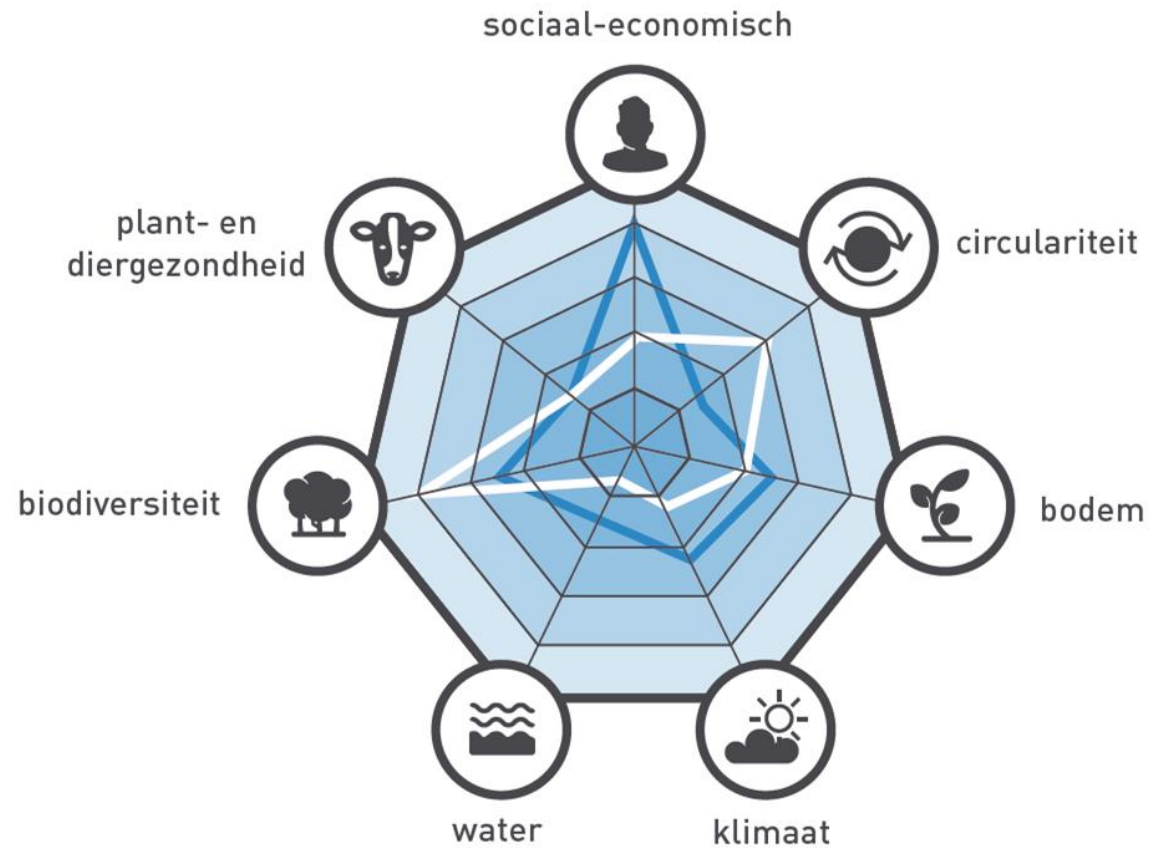 sociaal-economisch
plant- en
diergezondheid
circulariteit
biodiversiteit
bodem
water
klimaat